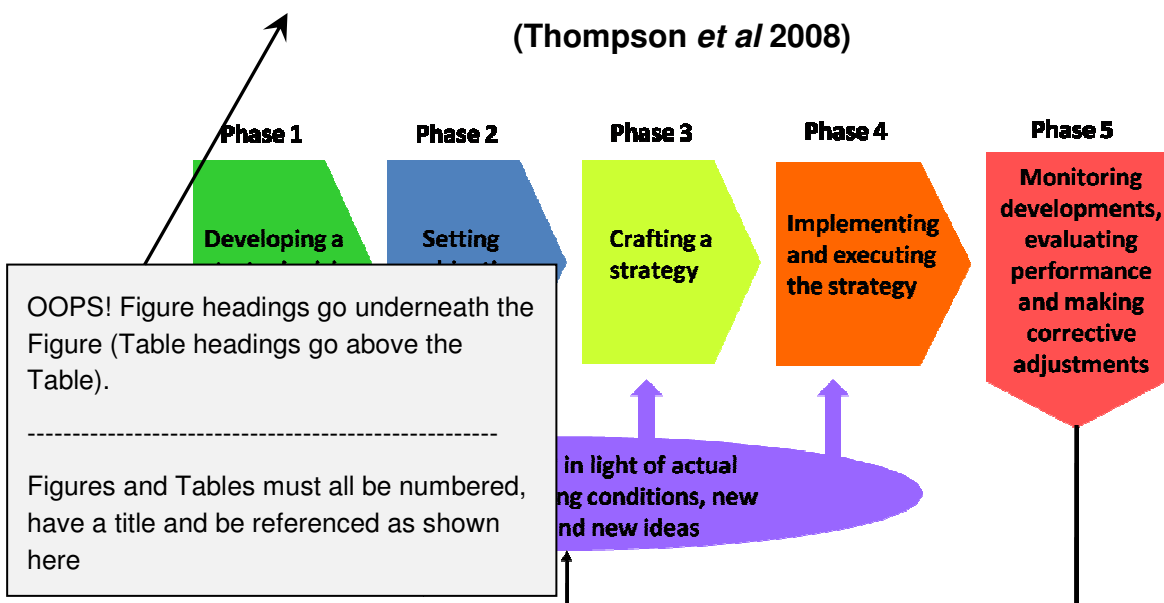 (Thompson et al 2008)
Phase 1
Phase 2
Phase 3
Phase 4
Phase 5
Developing a
Setting
Crafting a
strategy
Implementing
and executing
the strategy
Monitoring
developments,
evaluating
performance
and making
corrective
adjustments
OOPS! Figure headings go underneath the
Figure (Table headings go above the
Table).
-----------------------------------------------------
Figures and Tables must all be numbered,
have a title and be referenced as shown
here
in light of actual
conditions, new
new ideas